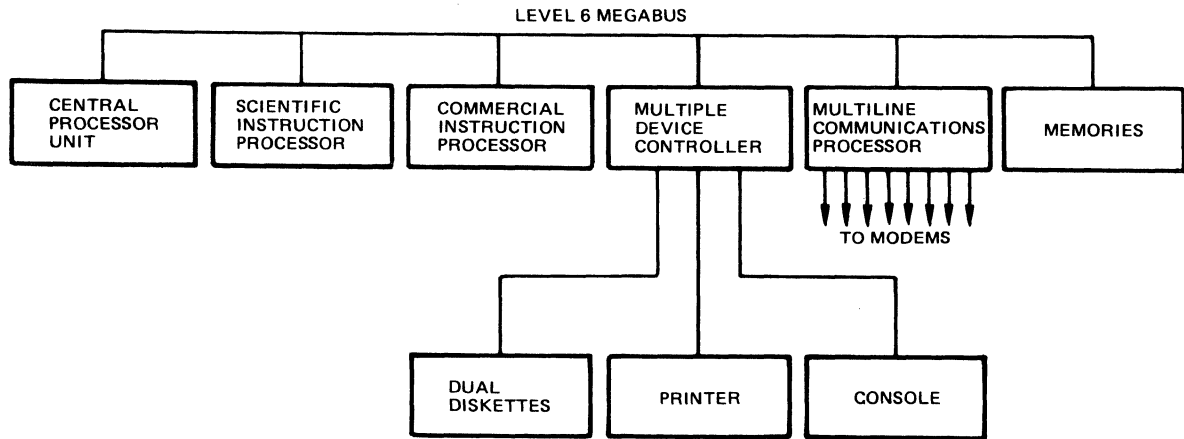 LEVEL 6 MEGABUS
CENTRAL
PROCESSOR
UNIT
SCIENTIFIC
INSTRUCTION
PROCESSOR
COMMERCIAL
INSTRUCTION
PROCESSOR
MULTIPLE
DEVICE
CONTROLLER
MULTILINE
COMMUNICATIONS
PROCESSOR
MEMORIES
TO MODEMS
DUAL
DISKETTES
PRINTER
CONSOLE